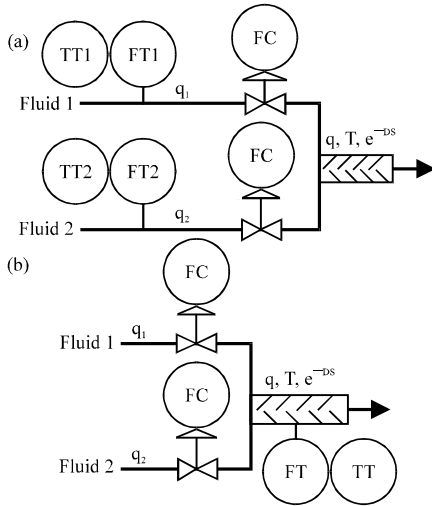 (a)
FC
TT1 FT1
q₁
Fluid 1
q, T, e⁻ᴰˢ
FC
TT2 FT2
q₂
Fluid 2
(b)
FC
q₁
Fluid 1
q, T, e⁻ᴰˢ
FC
q₂
Fluid 2
FT TT